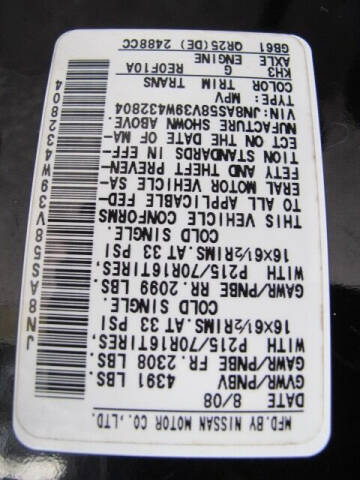 MFD.BY NISSAN MOTOR CO.,LTD.
DATE 8/08
GVWR/PNBV
4391 LBS.
GAWR/PNBE FR. 2308 LBS.
WITH P215/70R16TIRES,
16×6½RIMS.AT 33 PSI
COLD SINGLE.
GAWR/PNBE RR. 2099 LBS.
WITH P215/70R16TIRES,
16×6½RIMS.AT 33 PSI
COLD SINGLE.
THIS VEHICLE CONFORMS
TO ALL APPLICABLE FED-
ERAL MOTOR VEHICLE SA-
FETY AND THEFT PREVEN-
TION STANDARDS IN EFF-
ECT ON THE DATE OF MA-
NUFACTURE SHOWN ABOVE.
VIN:JN8AS58V39W432804
TYPE: MPV
COLOR TRIM TRANS
KH3 G RE0F10A
AXLE ENGINE
GB61 QR25(DE) 2488CC
JN8AS58V39W432804